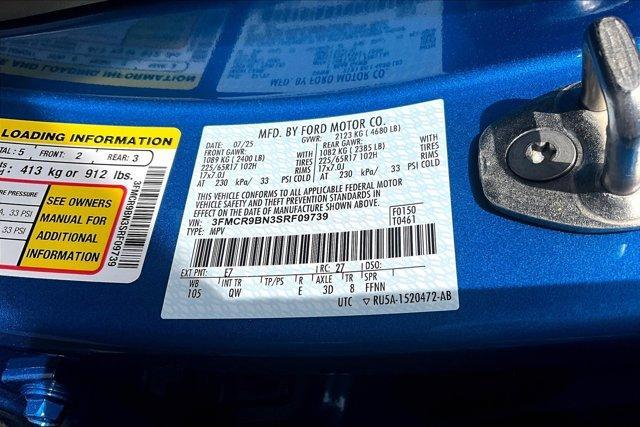 LOADING INFORMATION
TAL: 5 FRONT: 2 REAR: 3
413 kg or 912 lbs.
E PRESSURE
A, 33 PSI
33 PSI
SEE OWNERS
MANUAL FOR
ADDITIONAL
INFORMATION
3FMCR9BN3SRF09739
MFD. BY FORD MOTOR CO.
DATE: 07/25 GVWR: 2123 KG ( 4680 LB)
FRONT GAWR: REAR GAWR:
1089 KG ( 2400 LB) WITH 1082 KG ( 2385 LB) WITH
225/65R17 102H TIRES 225/65R17 102H TIRES
17x7.0J RIMS 17x7.0J RIMS
AT 230 kPa/ 33 PSI COLD AT 230 kPa/ 33 PSI COLD
THIS VEHICLE CONFORMS TO ALL APPLICABLE FEDERAL MOTOR
VEHICLE SAFETY AND THEFT PREVENTION STANDARDS IN EFFECT ON
THE DATE OF MANUFACTURE SHOWN ABOVE.
VIN: 3FMCR9BN3SRF09739 F0150
TYPE: MPV T0461
EXT PNT: E7 RC: 27 DSO:
WB INT TR TP/PS R AXLE TR SPR
105 QW E 3D 8 FFNN
UTC ▽ RU5A-1520472-AB